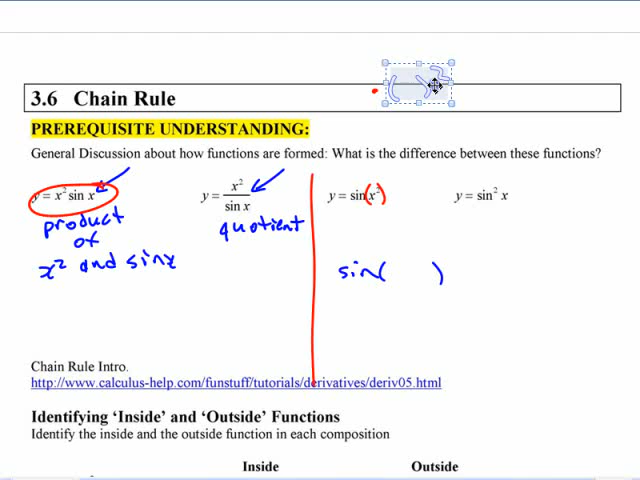 ( )²
3.6 Chain Rule
PREREQUISITE UNDERSTANDING:
General Discussion about how functions are formed: What is the difference between these functions?
y = x² sin x
y = x² / sin x
y = sin(x²)
y = sin² x
product
of
x² and sinx
quotient
sin( )
Chain Rule Intro.
http://www.calculus-help.com/funstuff/tutorials/derivatives/deriv05.html
Identifying ‘Inside’ and ‘Outside’ Functions
Identify the inside and the outside function in each composition
Inside Outside